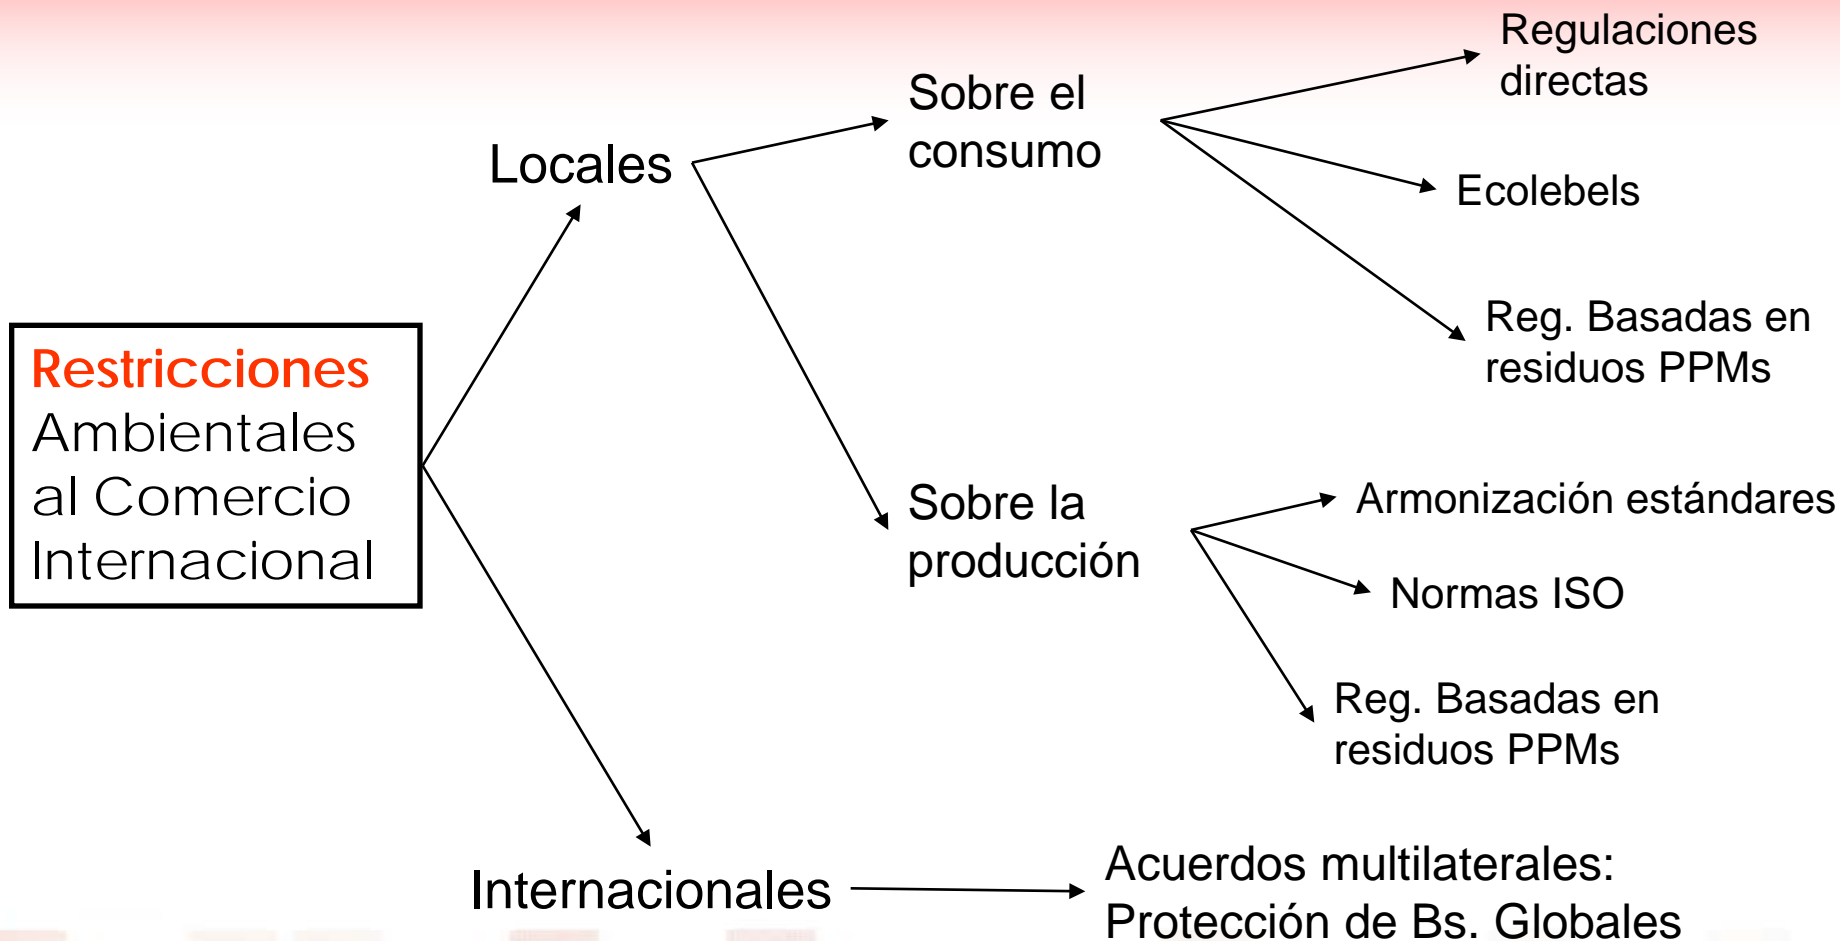 Restricciones
Ambientales
al Comercio
Internacional
Locales
Sobre el
consumo
Regulaciones
directas
Ecolebels
Reg. Basadas en
residuos PPMs
Sobre la
producción
Armonización estándares
Normas ISO
Reg. Basadas en
residuos PPMs
Internacionales
Acuerdos multilaterales:
Protección de Bs. Globales